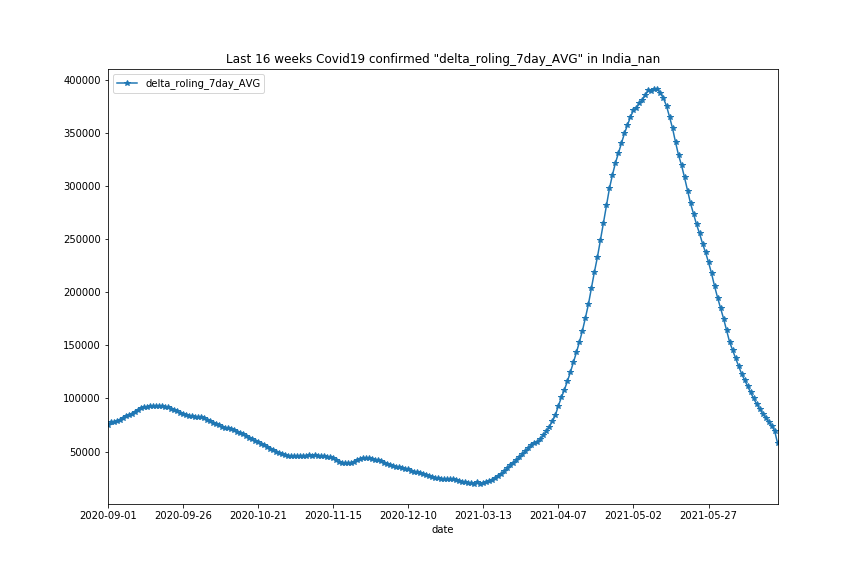 Last 16 weeks Covid19 confirmed "delta_roling_7day_AVG" in India_nan
delta_roling_7day_AVG
400000
350000
300000
250000
200000
150000
100000
50000
2020-09-01 2020-09-26 2020-10-21 2020-11-15 2020-12-10 2021-03-13 2021-04-07 2021-05-02 2021-05-27
date